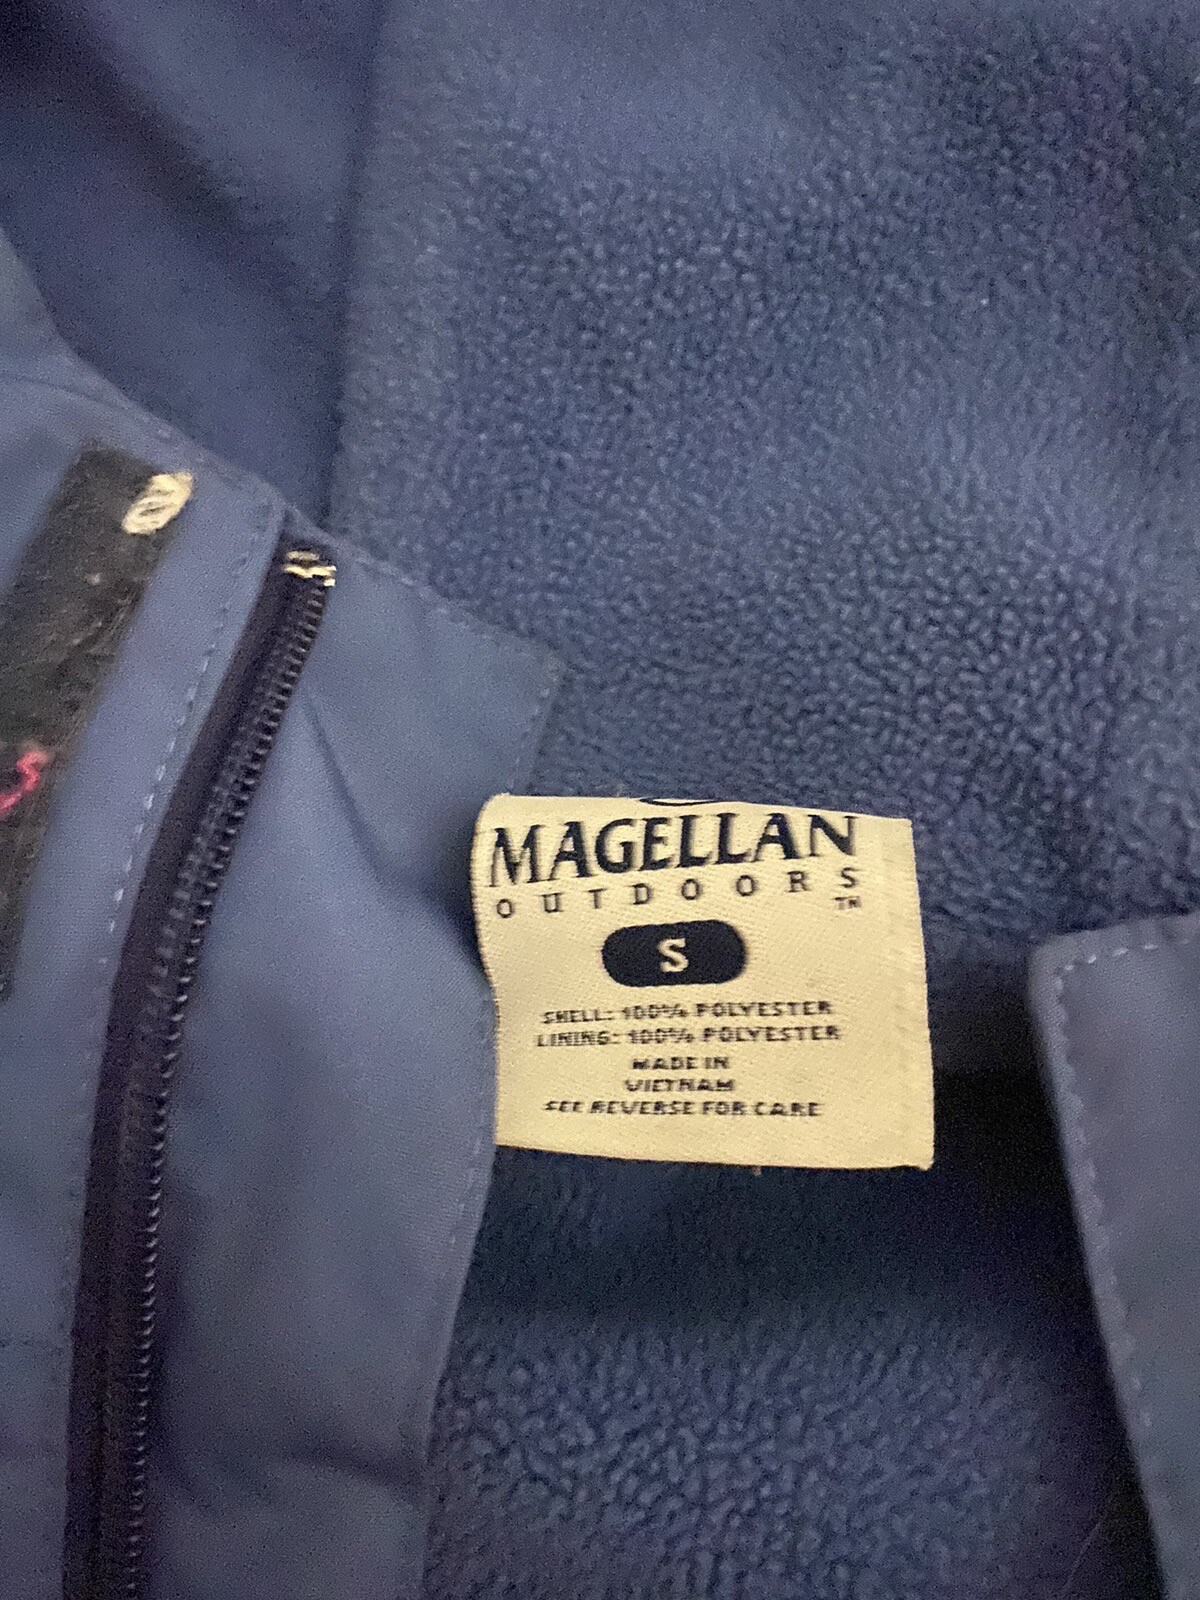 MAGELLAN
OUTDOORS
TM
S
SHELL: 100% POLYESTER
LINING: 100% POLYESTER
MADE IN
VIETNAM
SEE REVERSE FOR CARE